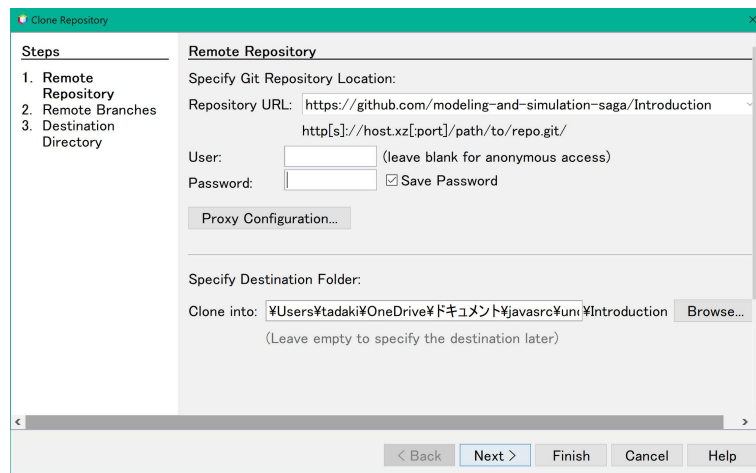 Clone Repository
Steps
1. Remote
Repository
2. Remote Branches
3. Destination
Directory
Remote Repository
Specify Git Repository Location:
Repository URL: https://github.com/modeling-and-simulation-saga/Introduction
http[s]://host.xz[:port]/path/to/repo.git/
User: (leave blank for anonymous access)
Password: Save Password
Proxy Configuration...
Specify Destination Folder:
Clone into: ¥Users¥tadaki¥OneDrive¥ドキュメント¥javasrc¥un ¥Introduction Browse...
(Leave empty to specify the destination later)
< Back Next > Finish Cancel Help